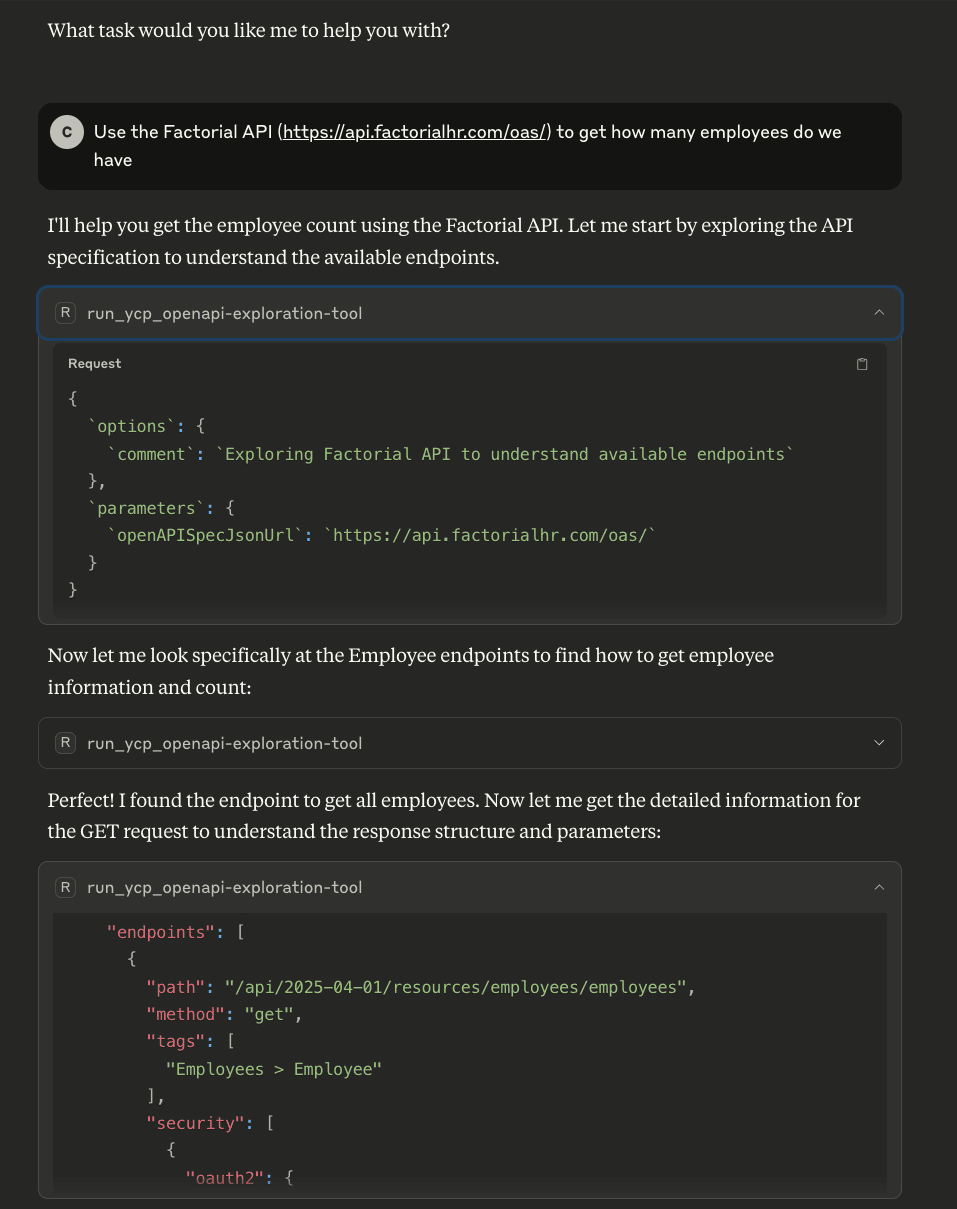 What task would you like me to help you with?
C
Use the Factorial API (https://api.factorialhr.com/oas/) to get how many employees do we
have
I'll help you get the employee count using the Factorial API. Let me start by exploring the API
specification to understand the available endpoints.
R run_ycp_openapi-exploration-tool
Request
{
  `options`: {
    `comment`: `Exploring Factorial API to understand available endpoints`
  },
  `parameters`: {
    `openAPISpecJsonUrl`: `https://api.factorialhr.com/oas/`
  }
}
Now let me look specifically at the Employee endpoints to find how to get employee
information and count:
R run_ycp_openapi-exploration-tool
Perfect! I found the endpoint to get all employees. Now let me get the detailed information for
the GET request to understand the response structure and parameters:
R run_ycp_openapi-exploration-tool
"endpoints": [
  {
    "path": "/api/2025-04-01/resources/employees/employees",
    "method": "get",
    "tags": [
      "Employees > Employee"
    ],
    "security": [
      {
        "oauth2": {